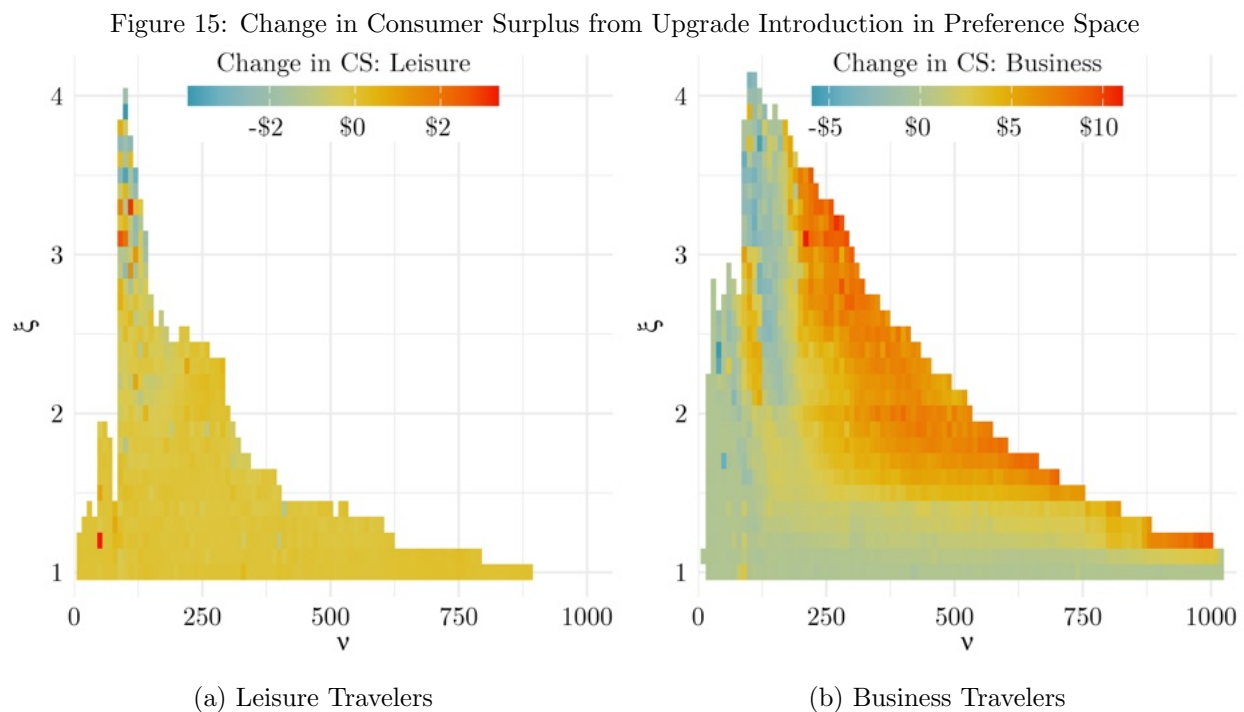 Figure 15: Change in Consumer Surplus from Upgrade Introduction in Preference Space
Change in CS: Leisure
-$2 $0 $2
4
3
2
1
ξ
0 250 500 750 1000
ν
(a) Leisure Travelers
Change in CS: Business
-$5 $0 $5 $10
4
3
2
1
ξ
0 250 500 750 1000
ν
(b) Business Travelers